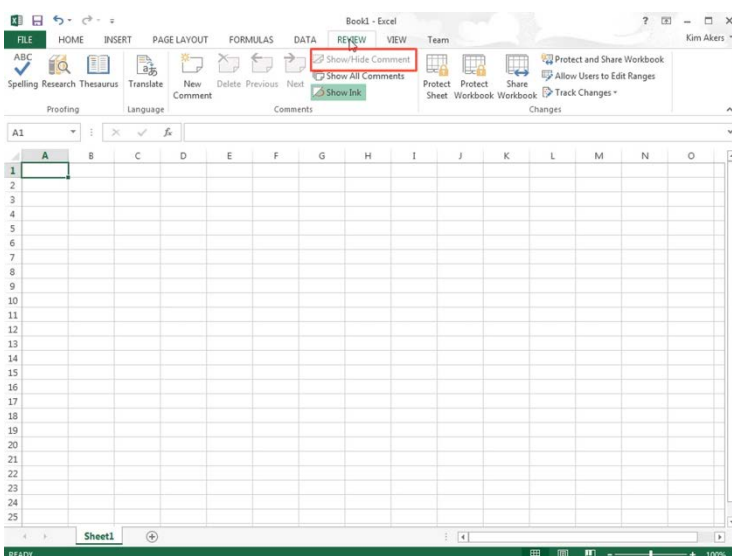 Book1 - Excel
FILE HOME INSERT PAGE LAYOUT FORMULAS DATA REVIEW VIEW Team Kim Akers
ABC Show/Hide Comment Protect and Share Workbook
Show All Comments Allow Users to Edit Ranges
Spelling Research Thesaurus Translate New Comment Delete Previous Next Show Ink Protect Sheet Protect Workbook Share Workbook Track Changes
Proofing Language Comments Changes
A1 fx
A B C D E F G H I J K L M N O
1
2
3
4
5
6
7
8
9
10
11
12
13
14
15
16
17
18
19
20
21
22
23
24
25
Sheet1
READY 100%